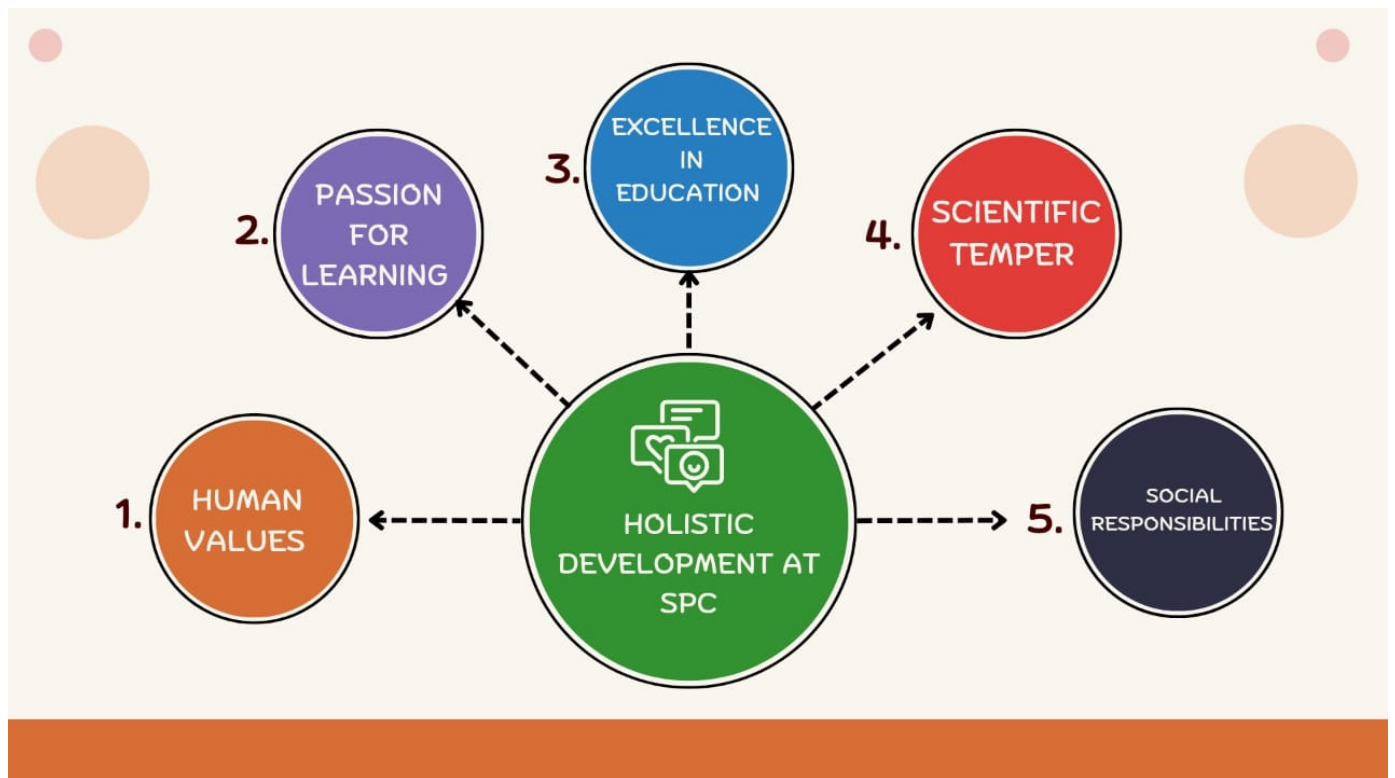 1.
HUMAN
VALUES
2.
PASSION
FOR
LEARNING
3.
EXCELLENCE
IN
EDUCATION
4.
SCIENTIFIC
TEMPER
5.
SOCIAL
RESPONSIBILITIES
HOLISTIC
DEVELOPMENT AT
SPC